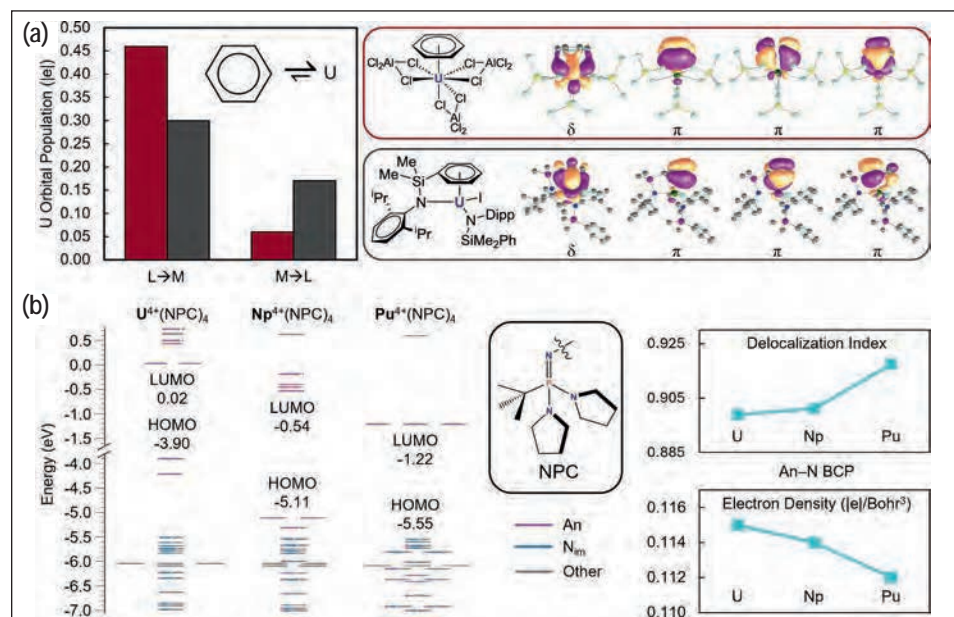 (a)
U Orbital Population (|e|)
0.50
0.45
0.40
0.35
0.30
0.25
0.20
0.15
0.10
0.05
0.00
U
L→M
M→L
Cl₂Al
Cl
Cl
U
Cl
AlCl₂
Cl
Cl
Cl
Al
Cl₂
δ
π
π
π
Me
Me
Si
ⁱPr
N
U
I
N
Dipp
ⁱPr
SiMe₂Ph
δ
π
π
π
(b)
U⁴⁺(NPC)₄
Np⁴⁺(NPC)₄
Pu⁴⁺(NPC)₄
Energy (eV)
0.5
0.0
-0.5
-1.0
-1.5
-4.0
-4.5
-5.0
-5.5
-6.0
-6.5
-7.0
LUMO
0.02
HOMO
-3.90
LUMO
-0.54
HOMO
-5.11
LUMO
-1.22
HOMO
-5.55
N
P
N
N
NPC
An
Nim
Other
0.925
0.905
0.885
Delocalization Index
U
Np
Pu
An–N BCP
0.116
0.114
0.112
0.110
Electron Density (|e|/Bohr³)
U
Np
Pu